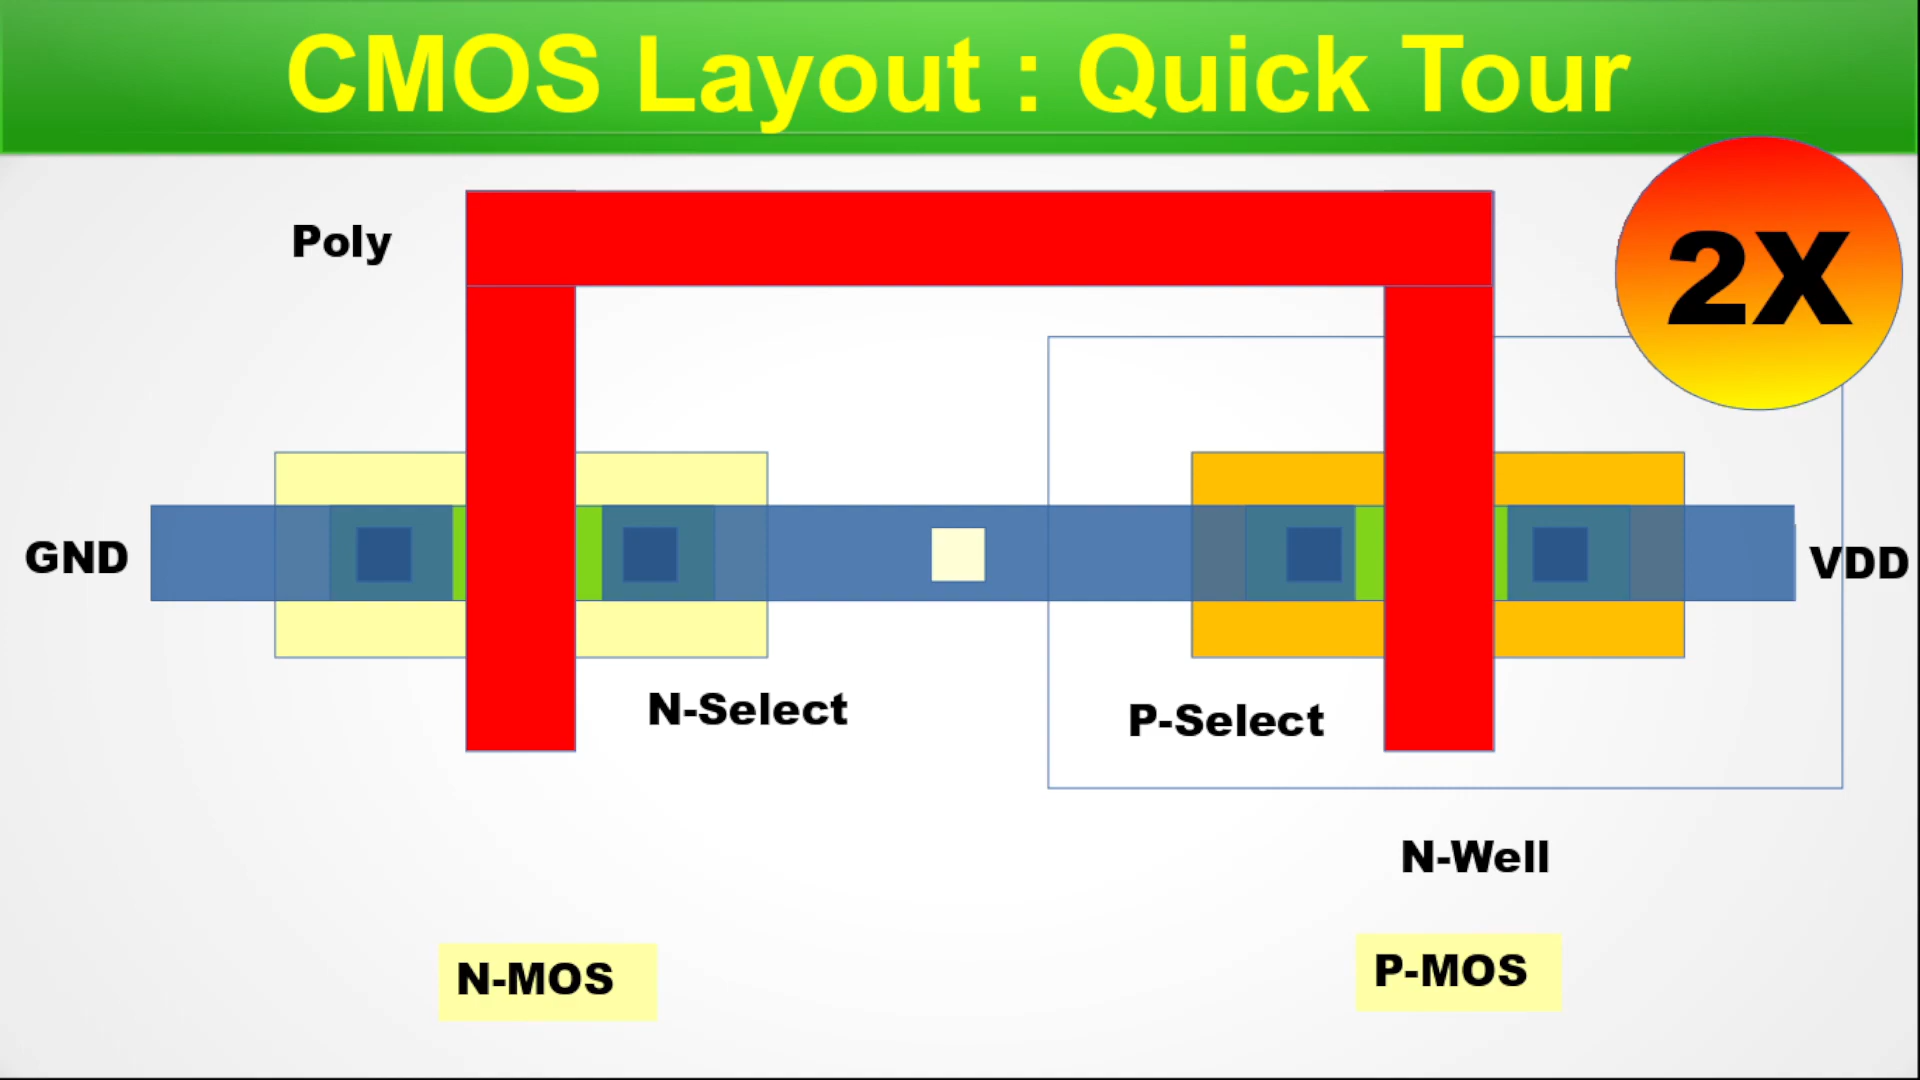 CMOS Layout : Quick Tour
Poly
2X
GND
VDD
N-Select
P-Select
N-Well
N-MOS
P-MOS